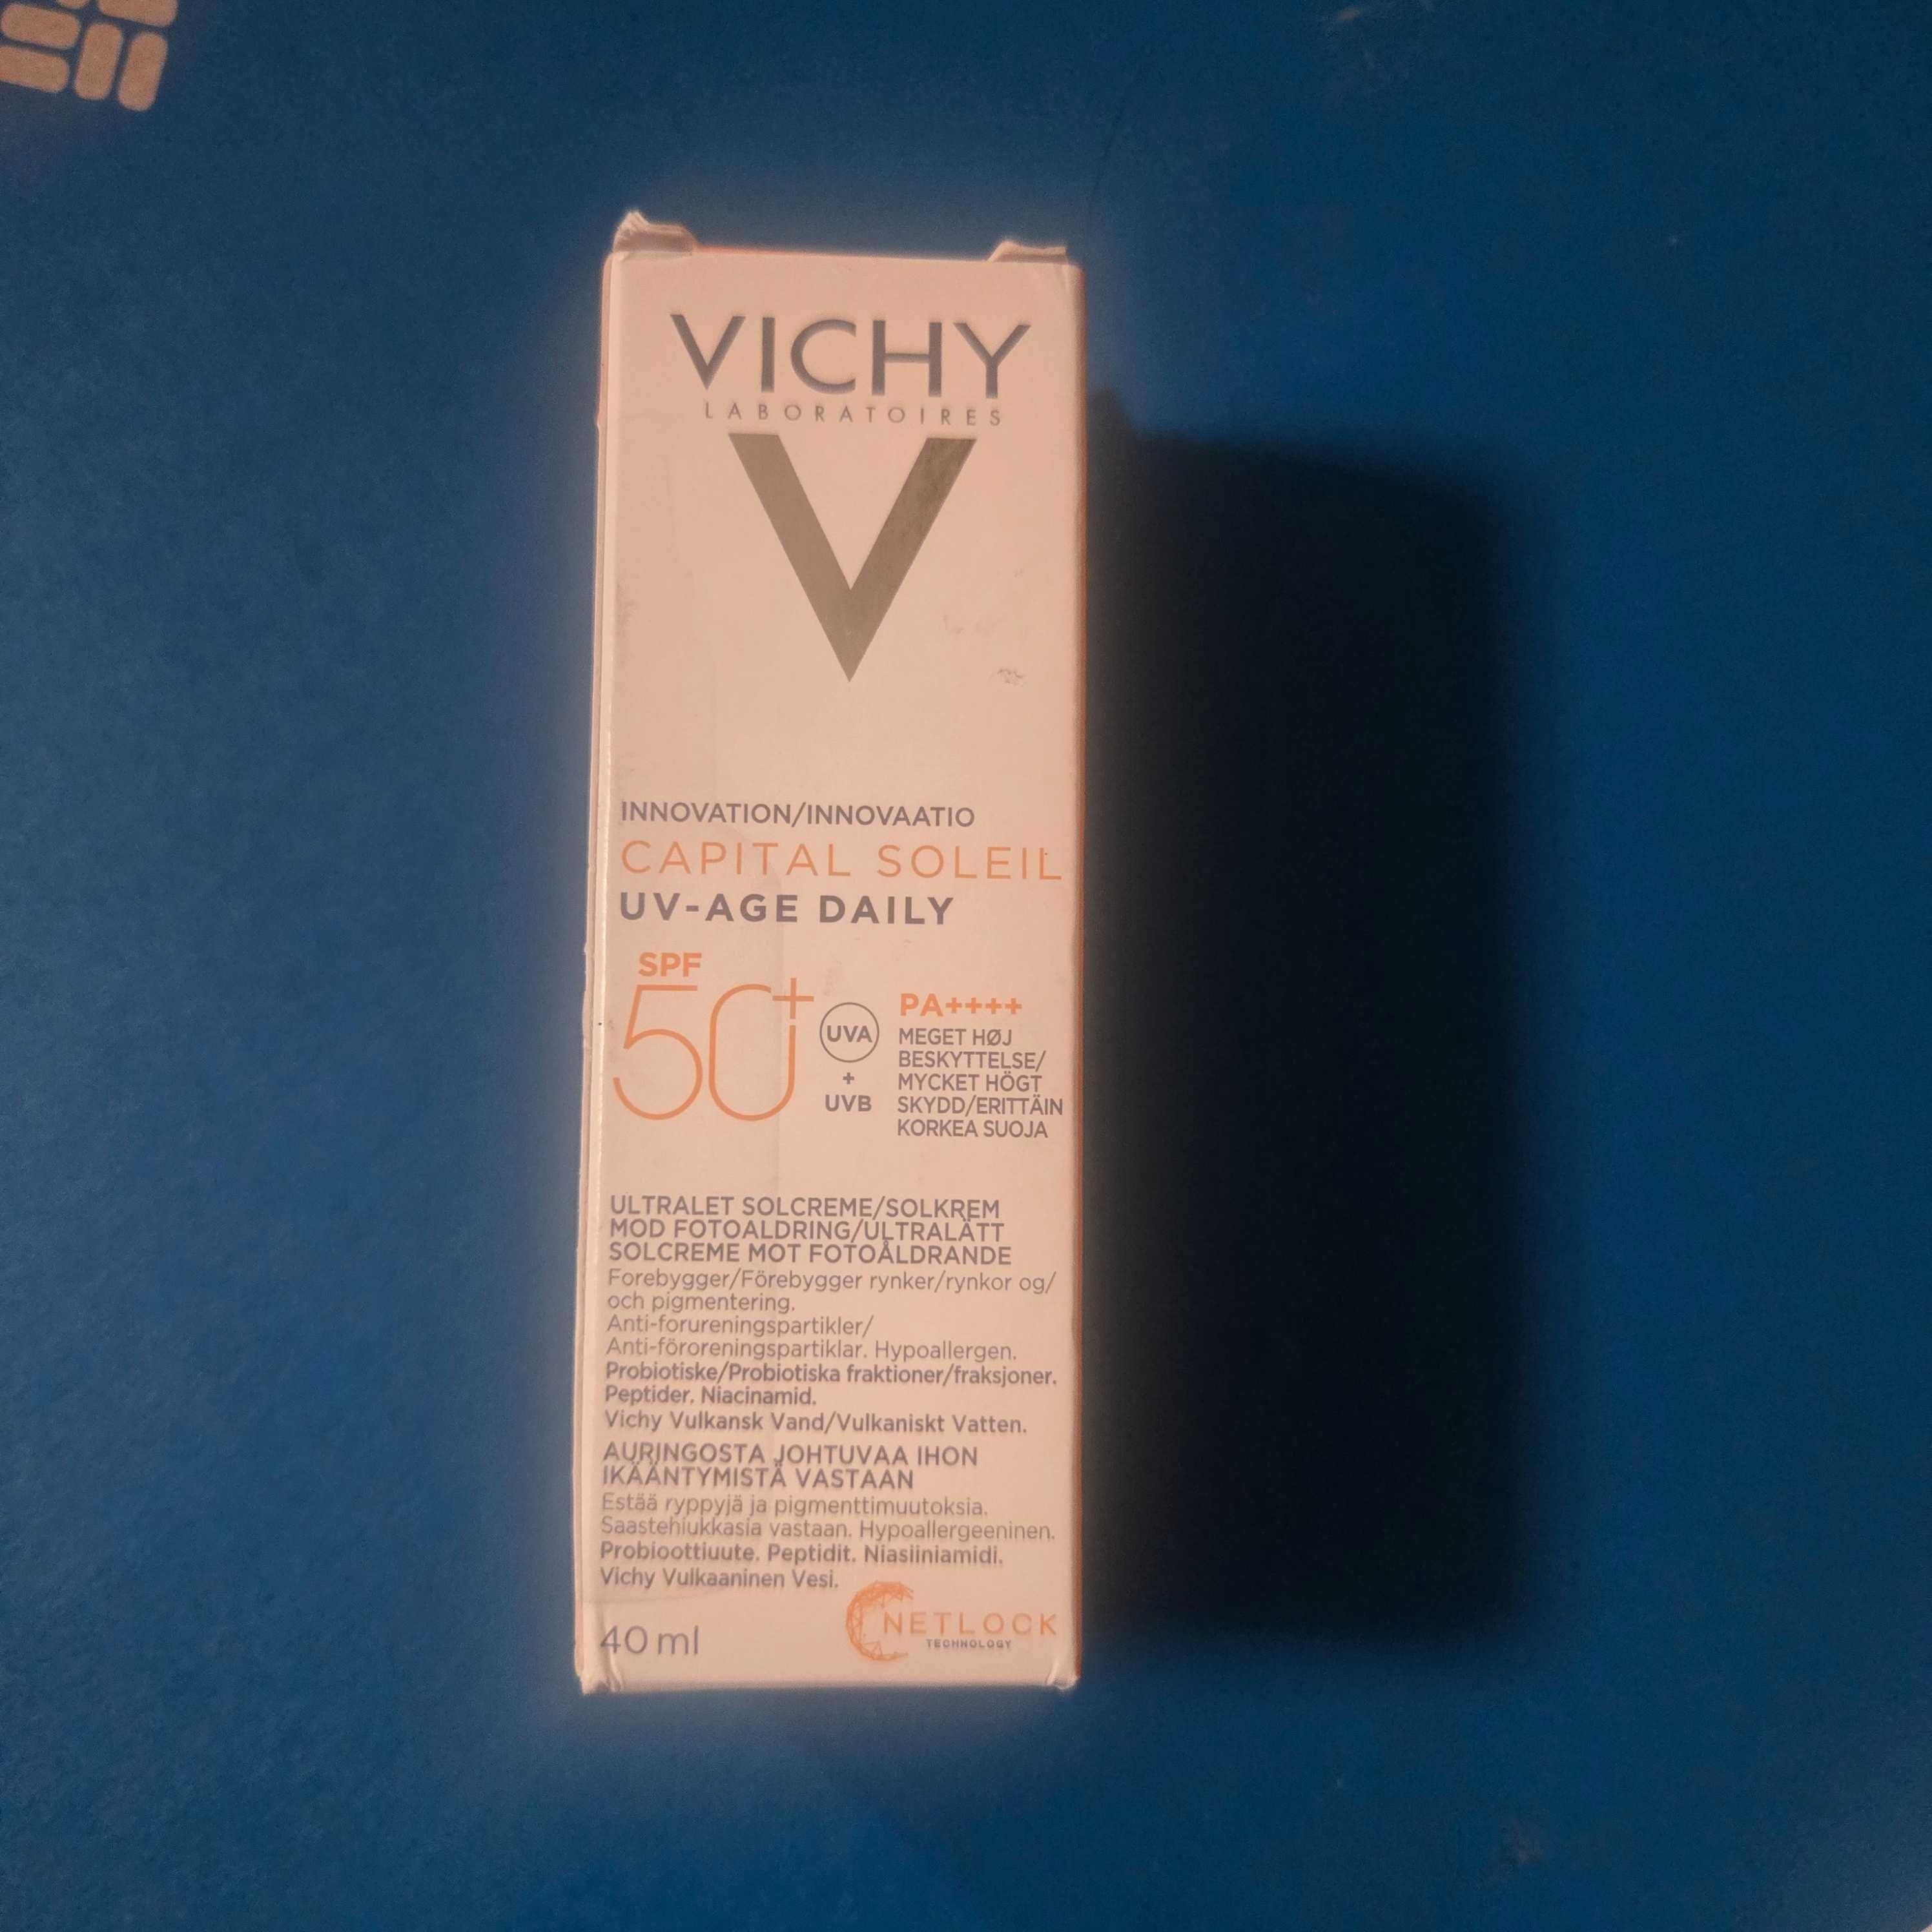 VICHY
LABORATOIRES
V
INNOVATION/INNOVAATIO
CAPITAL SOLEIL
UV-AGE DAILY
SPF
50+
UVA
+
UVB
PA++++
MEGET HØJ
BESKYTTELSE/
MYCKET HÖGT
SKYDD/ERITTÄIN
KORKEA SUOJA
ULTRALET SOLCREME/SOLKREM
MOD FOTOALDRING/ULTRALÄTT
SOLCREME MOT FOTOÅLDRANDE
Forebygger/Förebygger rynker/rynkor og/
och pigmentering.
Anti-forureningspartikler/
Anti-föroreningspartiklar. Hypoallergen.
Probiotiske/Probiotiska fraktioner/fraksjoner.
Peptider. Niacinamid.
Vichy Vulkansk Vand/Vulkaniskt Vatten.
AURINGOSTA JOHTUVAA IHON
IKÄÄNTYMISTÄ VASTAAN
Estää ryppyjä ja pigmenttimuutoksia.
Saastehiukkasia vastaan. Hypoallergeeninen.
Probioottiuute. Peptidit. Niasiiniamidi.
Vichy Vulkaaninen Vesi.
40 ml
NETLOCK
TECHNOLOGY